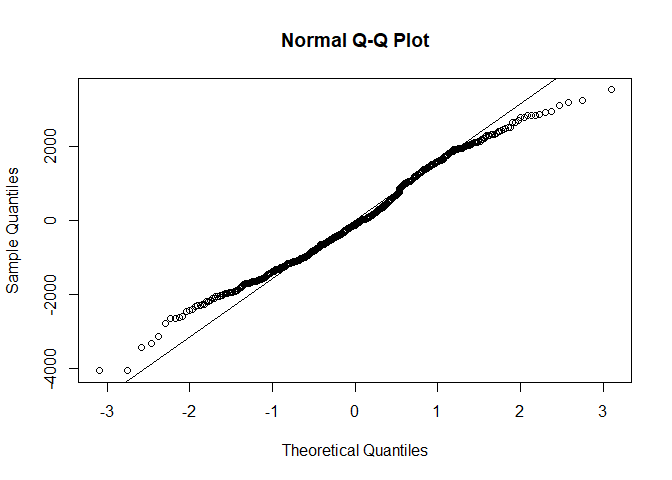 Normal Q-Q Plot
Sample Quantiles
2000
0
-2000
-4000
-3 -2 -1 0 1 2 3
Theoretical Quantiles